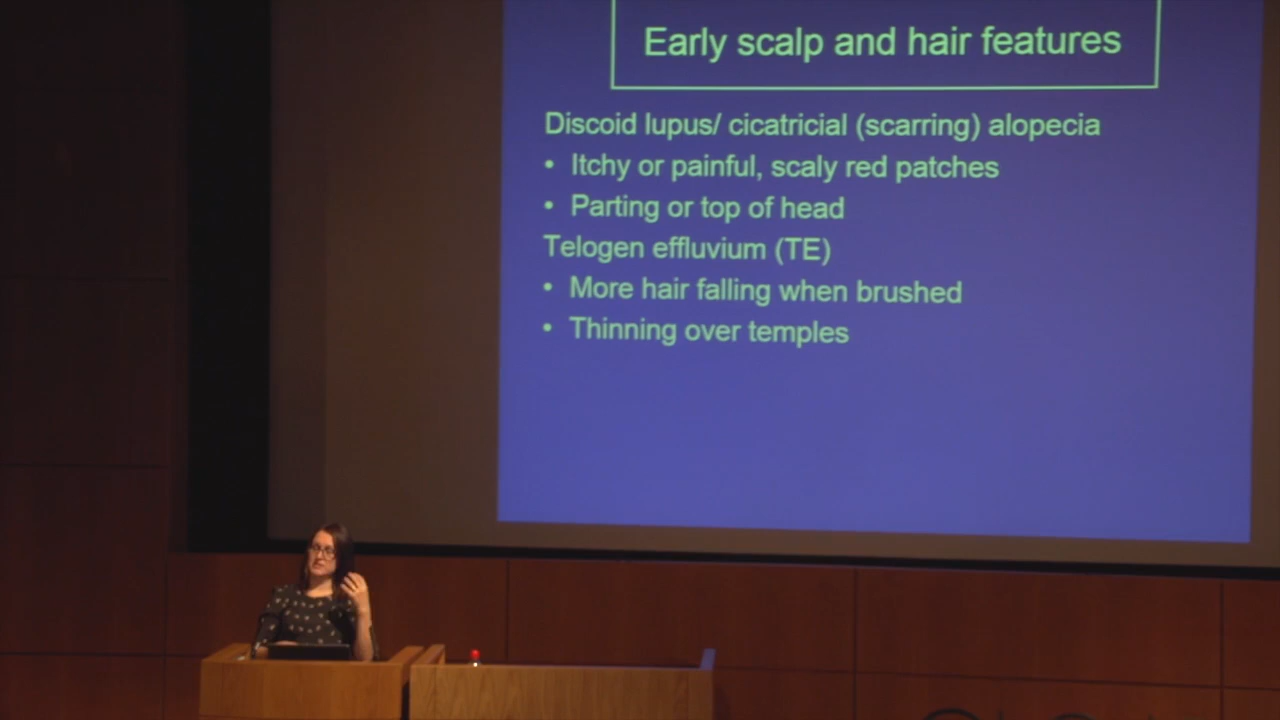 Early scalp and hair features
Discoid lupus/ cicatricial (scarring) alopecia
• Itchy or painful, scaly red patches
• Parting or top of head
Telogen effluvium (TE)
• More hair falling when brushed
• Thinning over temples